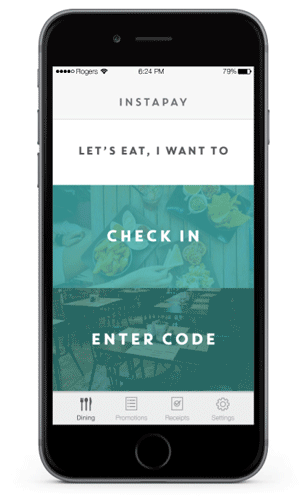 Rogers 6:24 PM 79%
INSTAPAY
LET'S EAT, I WANT TO
CHECK IN
ENTER CODE
Dining Promotions Receipts Settings